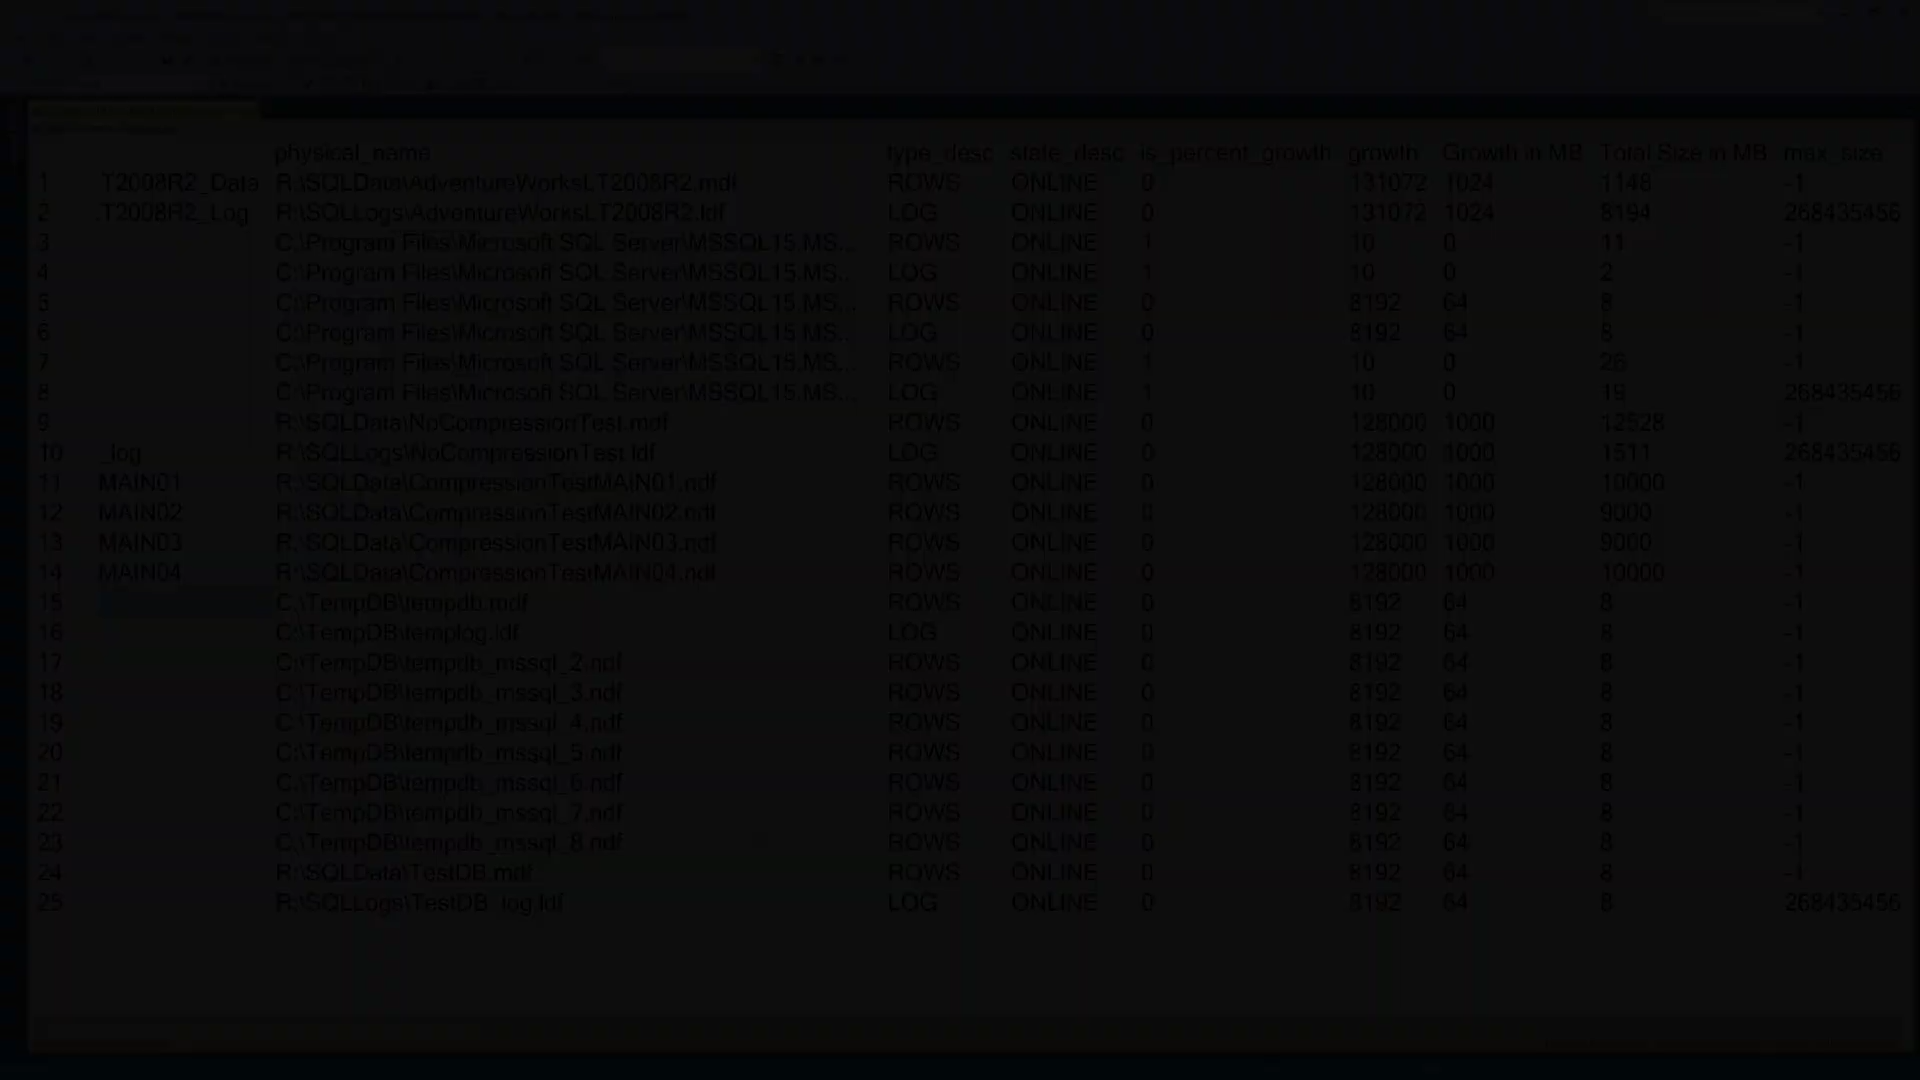 physical_name type_desc state_desc is_percent_growth growth Growth in MB Total Size in MB max_size
1 T2008R2_Data R:\SQLData\AdventureWorksLT2008R2.mdf ROWS ONLINE 0 131072 1024 1148 -1
2 .T2008R2_Log R:\SQLLogs\AdventureWorksLT2008R2.ldf LOG ONLINE 0 131072 1024 8194 268435456
3 C:\Program Files\Microsoft SQL Server\MSSQL15.MS... ROWS ONLINE 1 10 0 11 -1
4 C:\Program Files\Microsoft SQL Server\MSSQL15.MS... LOG ONLINE 1 10 0 2 -1
5 C:\Program Files\Microsoft SQL Server\MSSQL15.MS... ROWS ONLINE 0 8192 64 8 -1
6 C:\Program Files\Microsoft SQL Server\MSSQL15.MS... LOG ONLINE 0 8192 64 8 -1
7 C:\Program Files\Microsoft SQL Server\MSSQL15.MS... ROWS ONLINE 1 10 0 26 -1
8 C:\Program Files\Microsoft SQL Server\MSSQL15.MS... LOG ONLINE 1 10 0 19 268435456
9 R:\SQLData\NoCompressionTest.mdf ROWS ONLINE 0 128000 1000 12528 -1
10 _log R:\SQLLogs\NoCompressionTest.ldf LOG ONLINE 0 128000 1000 1511 268435456
11 MAIN01 R:\SQLData\CompressionTestMAIN01.ndf ROWS ONLINE 0 128000 1000 10000 -1
12 MAIN02 R:\SQLData\CompressionTestMAIN02.ndf ROWS ONLINE 0 128000 1000 9000 -1
13 MAIN03 R:\SQLData\CompressionTestMAIN03.ndf ROWS ONLINE 0 128000 1000 9000 -1
14 MAIN04 R:\SQLData\CompressionTestMAIN04.ndf ROWS ONLINE 0 128000 1000 10000 -1
15 C:\TempDB\tempdb.mdf ROWS ONLINE 0 8192 64 8 -1
16 C:\TempDB\templog.ldf LOG ONLINE 0 8192 64 8 -1
17 C:\TempDB\tempdb_mssql_2.ndf ROWS ONLINE 0 8192 64 8 -1
18 C:\TempDB\tempdb_mssql_3.ndf ROWS ONLINE 0 8192 64 8 -1
19 C:\TempDB\tempdb_mssql_4.ndf ROWS ONLINE 0 8192 64 8 -1
20 C:\TempDB\tempdb_mssql_5.ndf ROWS ONLINE 0 8192 64 8 -1
21 C:\TempDB\tempdb_mssql_6.ndf ROWS ONLINE 0 8192 64 8 -1
22 C:\TempDB\tempdb_mssql_7.ndf ROWS ONLINE 0 8192 64 8 -1
23 C:\TempDB\tempdb_mssql_8.ndf ROWS ONLINE 0 8192 64 8 -1
24 R:\SQLData\TestDB.mdf ROWS ONLINE 0 8192 64 8 -1
25 R:\SQLLogs\TestDB_log.ldf LOG ONLINE 0 8192 64 8 268435456